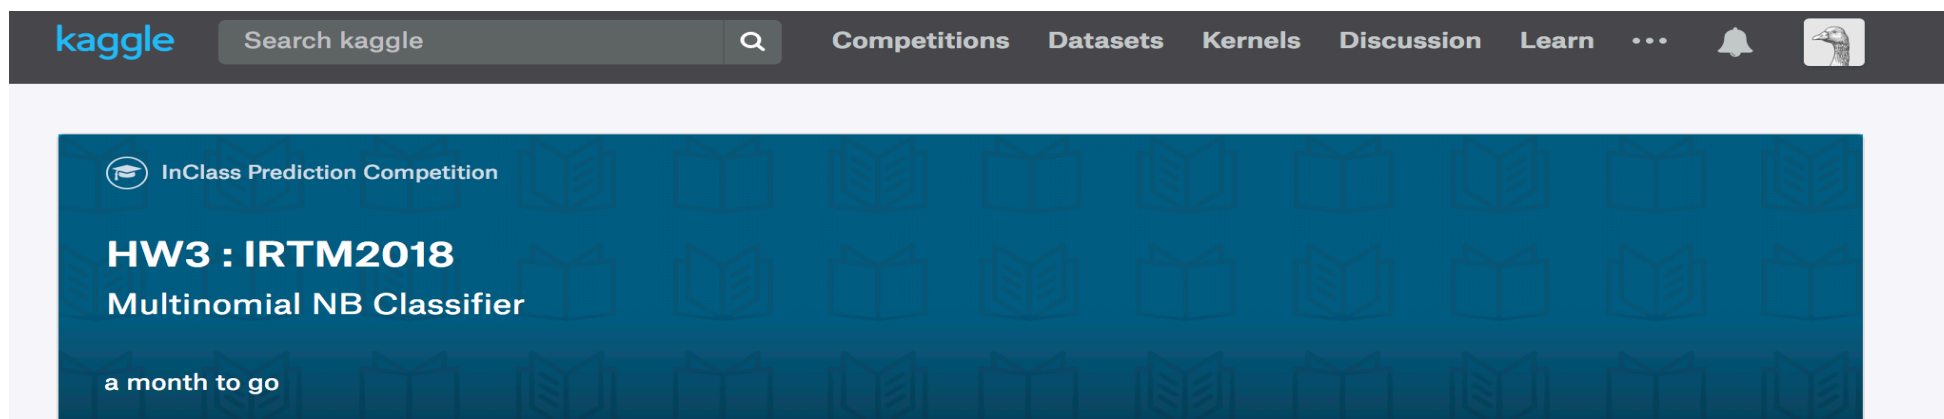 kaggle Search kaggle Competitions Datasets Kernels Discussion Learn ...
InClass Prediction Competition
HW3 : IRTM2018
Multinomial NB Classifier
a month to go